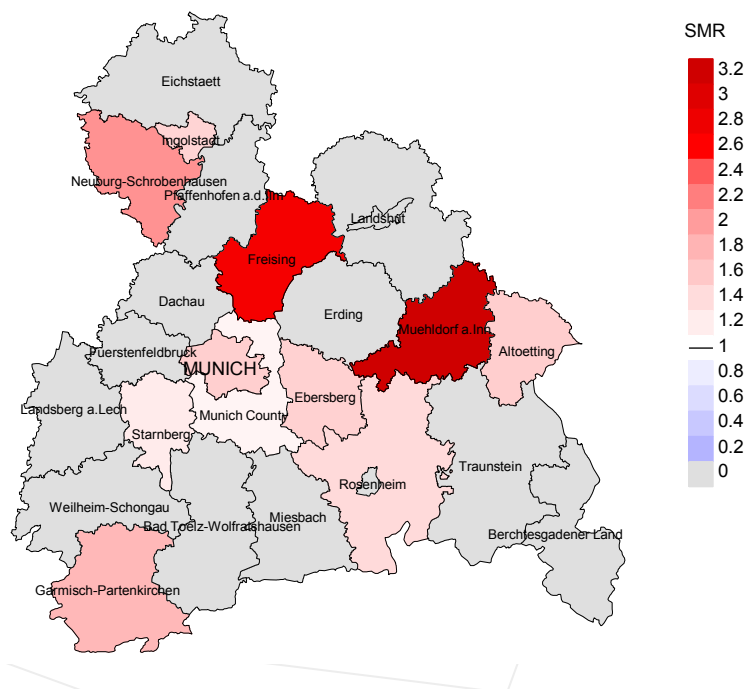 SMR
3.2
3
2.8
2.6
2.4
2.2
2
1.8
1.6
1.4
1.2
1
0.8
0.6
0.4
0.2
0
Eichstaett
Ingolstadt
Neuburg-Schrobenhausen
Pfaffenhofen a.d.Ilm
Landshut
Freising
Dachau
Erding
Muehldorf a.Inn
Altoetting
Fuerstenfeldbruck
MUNICH
Ebersberg
Landsberg a.Lech
Munich County
Starnberg
Traunstein
Rosenheim
Weilheim-Schongau
Miesbach
Bad Toelz-Wolfratshausen
Berchtesgadener Land
Garmisch-Partenkirchen